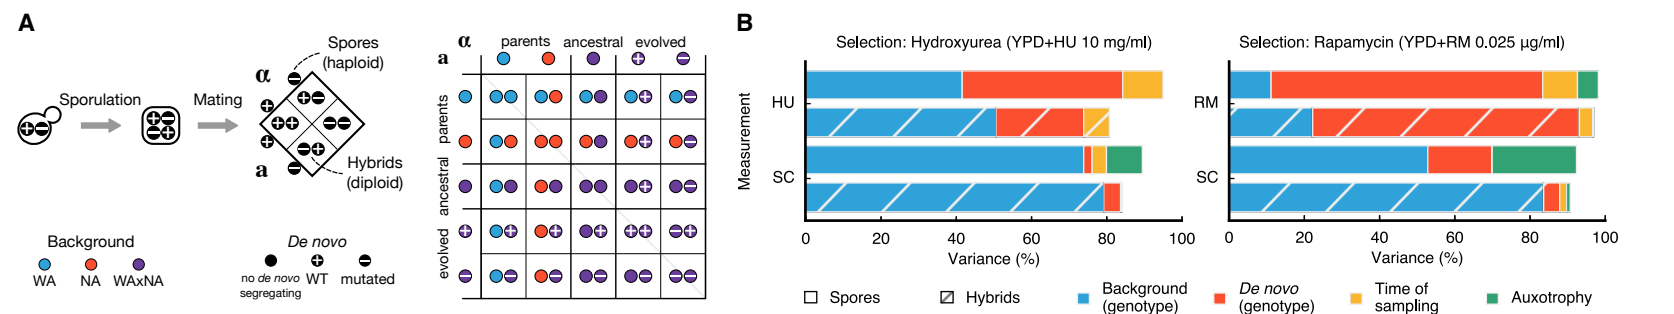 A
Sporulation
Mating
α
a
Spores
(haploid)
Hybrids
(diploid)
Background
WA
NA
WAxNA
De novo
no de novo
segregating
WT
mutated
α
a
parents
ancestral
evolved
parents
ancestral
evolved
B
Selection: Hydroxyurea (YPD+HU 10 mg/ml)
Measurement
HU
SC
0
20
40
60
80
100
Variance (%)
Selection: Rapamycin (YPD+RM 0.025 µg/ml)
RM
SC
0
20
40
60
80
100
Variance (%)
Spores
Hybrids
Background
(genotype)
De novo
(genotype)
Time of
sampling
Auxotrophy